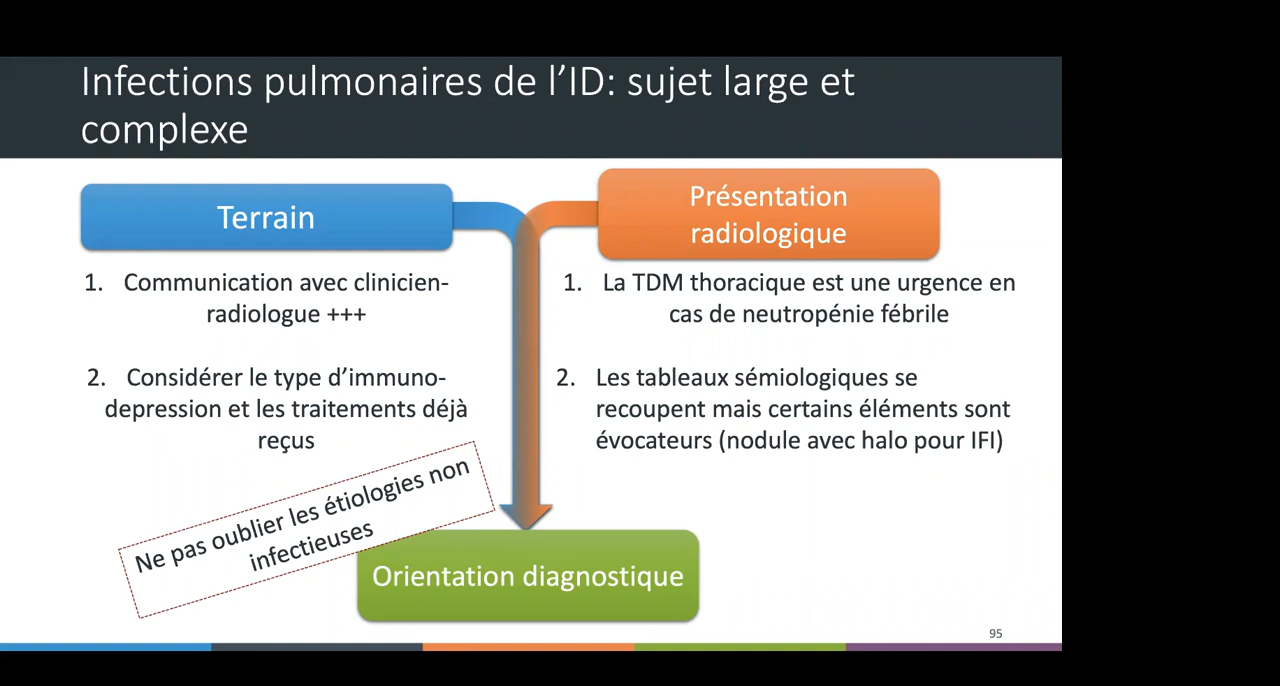 Infections pulmonaires de l’ID: sujet large et
complexe
Terrain
Présentation
radiologique
1. Communication avec clinicien-
radiologue +++
2. Considérer le type d’immuno-
depression et les traitements déjà
reçus
1. La TDM thoracique est une urgence en
cas de neutropénie fébrile
2. Les tableaux sémiologiques se
recoupent mais certains éléments sont
évocateurs (nodule avec halo pour IFI)
Ne pas oublier les étiologies non
infectieuses
Orientation diagnostique
95